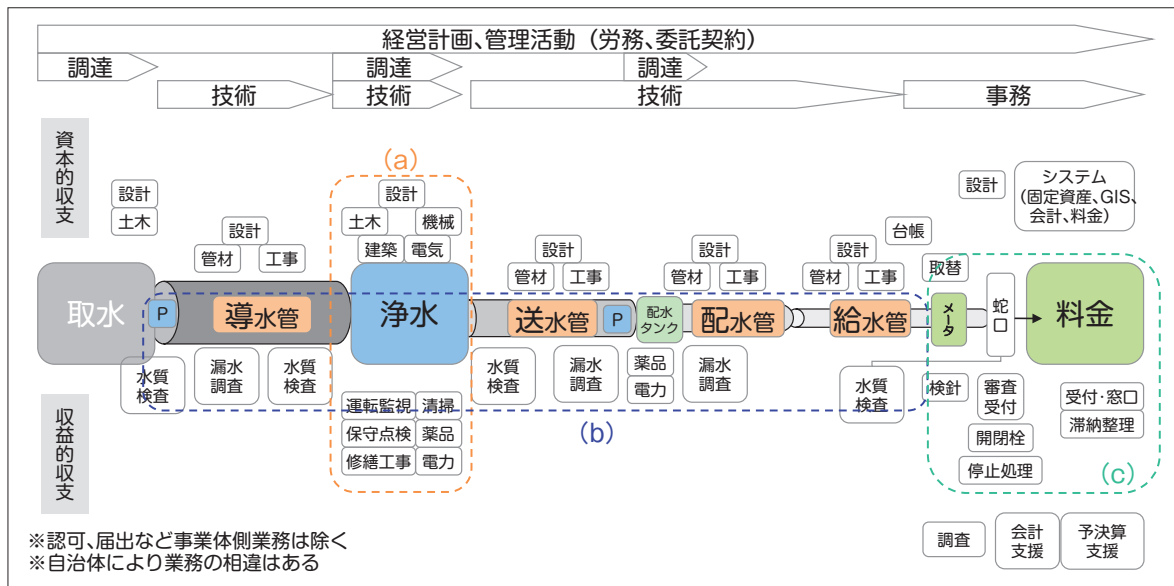 経営計画、管理活動（労務、委託契約）
調達
調達
調達
技術
技術
技術
事務
資本的収支
(a)
設計
土木
設計
管材
工事
設計
土木
機械
建築
電気
設計
管材
工事
設計
管材
工事
設計
管材
工事
台帳
設計
システム
(固定資産、GIS、
会計、料金)
取替
取水
P
導水管
浄水
送水管
P
配水
タンク
配水管
給水管
メータ
蛇口
料金
水質
検査
漏水
調査
水質
検査
運転監視
清掃
保守点検
薬品
修繕工事
電力
水質
検査
漏水
調査
薬品
電力
漏水
調査
水質
検査
検針
審査
受付
開閉栓
停止処理
受付・窓口
滞納整理
(b)
(c)
収益的収支
調査
会計
支援
予決算
支援
※認可、届出など事業体側業務は除く
※自治体により業務の相違はある